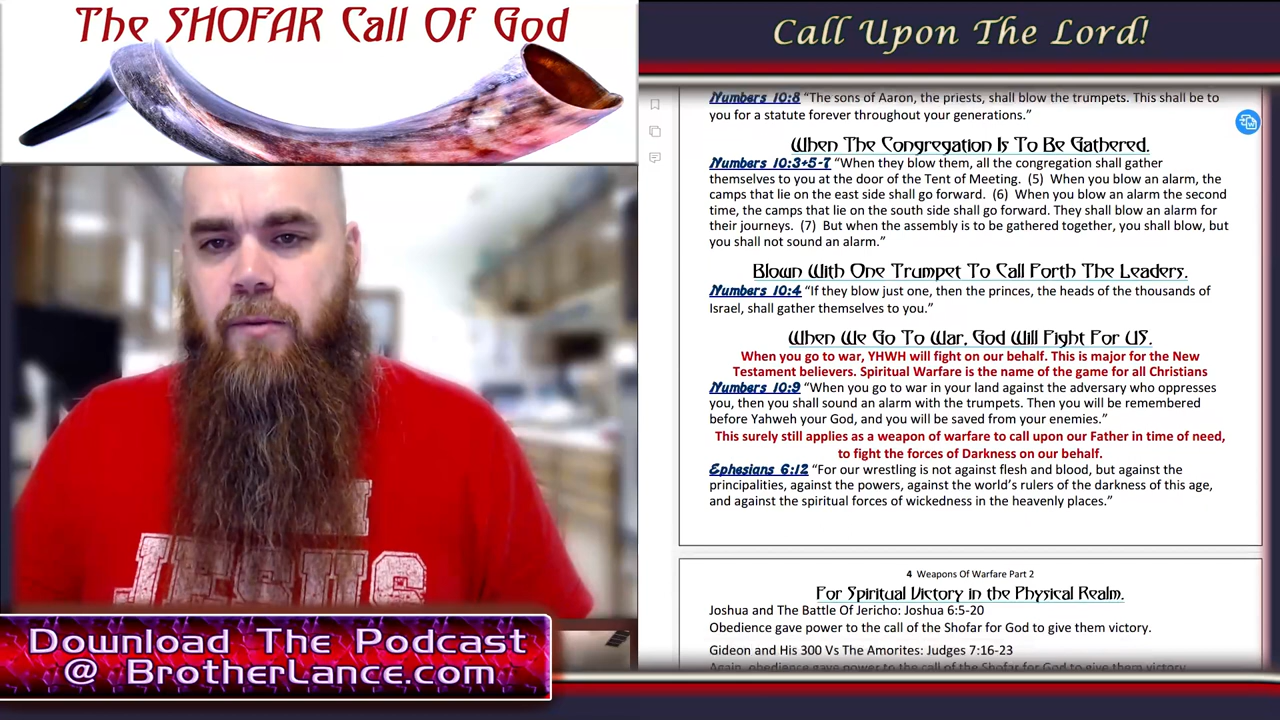 The SHOFAR Call Of God
Call Upon The Lord!
Numbers 10:8 “The sons of Aaron, the priests, shall blow the trumpets. This shall be to
you for a statute forever throughout your generations.”
When The Congregation Is To Be Gathered.
Numbers 10:3+5-7 “When they blow them, all the congregation shall gather
themselves to you at the door of the Tent of Meeting. (5) When you blow an alarm, the
camps that lie on the east side shall go forward. (6) When you blow an alarm the second
time, the camps that lie on the south side shall go forward. They shall blow an alarm for
their journeys. (7) But when the assembly is to be gathered together, you shall blow, but
you shall not sound an alarm.”
Blown With One Trumpet To Call Forth The Leaders.
Numbers 10:4 “If they blow just one, then the princes, the heads of the thousands of
Israel, shall gather themselves to you.”
When We Go To War, God Will Fight For US.
When you go to war, YHWH will fight on our behalf. This is major for the New
Testament believers. Spiritual Warfare is the name of the game for all Christians
Numbers 10:9 “When you go to war in your land against the adversary who oppresses
you, then you shall sound an alarm with the trumpets. Then you will be remembered
before Yahweh your God, and you will be saved from your enemies.”
This surely still applies as a weapon of warfare to call upon our Father in time of need,
to fight the forces of Darkness on our behalf.
Ephesians 6:12 “For our wrestling is not against flesh and blood, but against the
principalities, against the powers, against the world’s rulers of the darkness of this age,
and against the spiritual forces of wickedness in the heavenly places.”
4 Weapons Of Warfare Part 2
For Spiritual Victory in the Physical Realm.
Joshua and The Battle Of Jericho: Joshua 6:5-20
Obedience gave power to the call of the Shofar for God to give them victory.
Gideon and His 300 Vs The Amorites: Judges 7:16-23
Again, obedience gave power to the call of the Shofar for God to give them victory
JESUS
Download The Podcast
@ BrotherLance.com